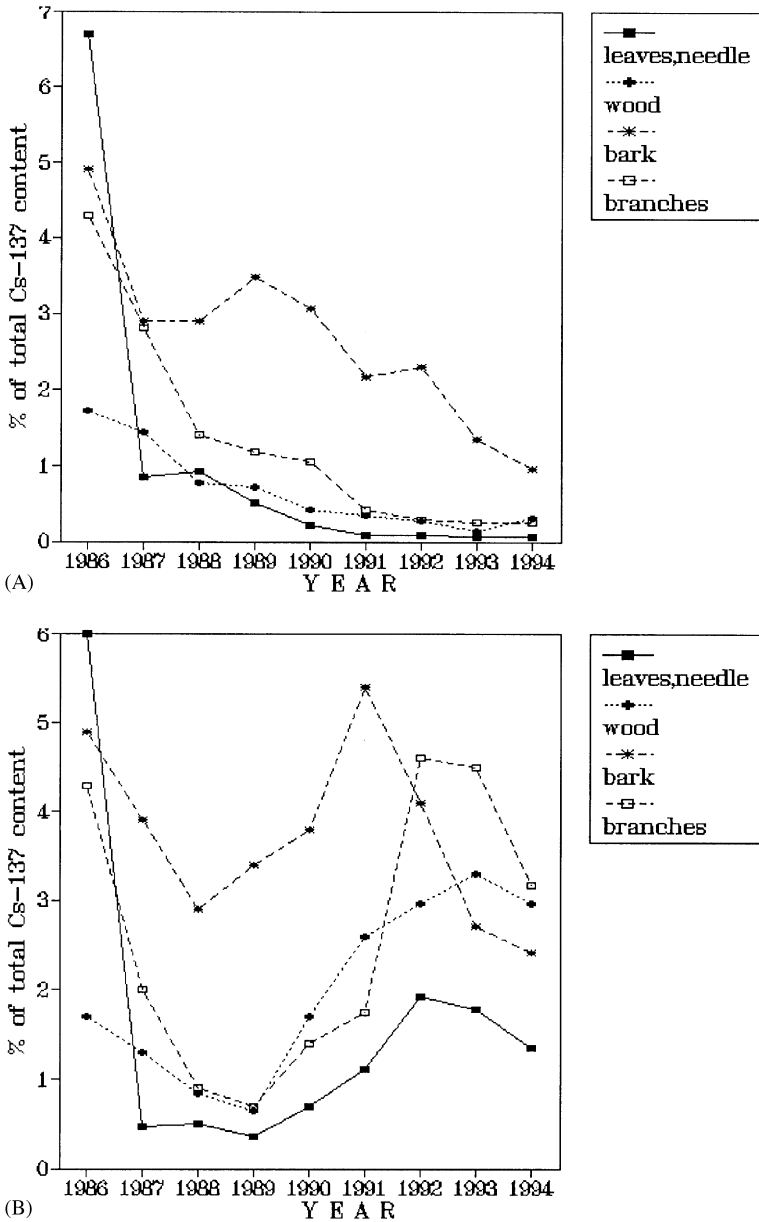 7
6
5
4
3
2
1
0
% of total Cs-137 content
1986 1987 1988 1989 1990 1991 1992 1993 1994
YEAR
leaves,needle
wood
bark
branches
(A)
6
5
4
3
2
1
0
% of total Cs-137 content
1986 1987 1988 1989 1990 1991 1992 1993 1994
YEAR
leaves,needle
wood
bark
branches
(B)